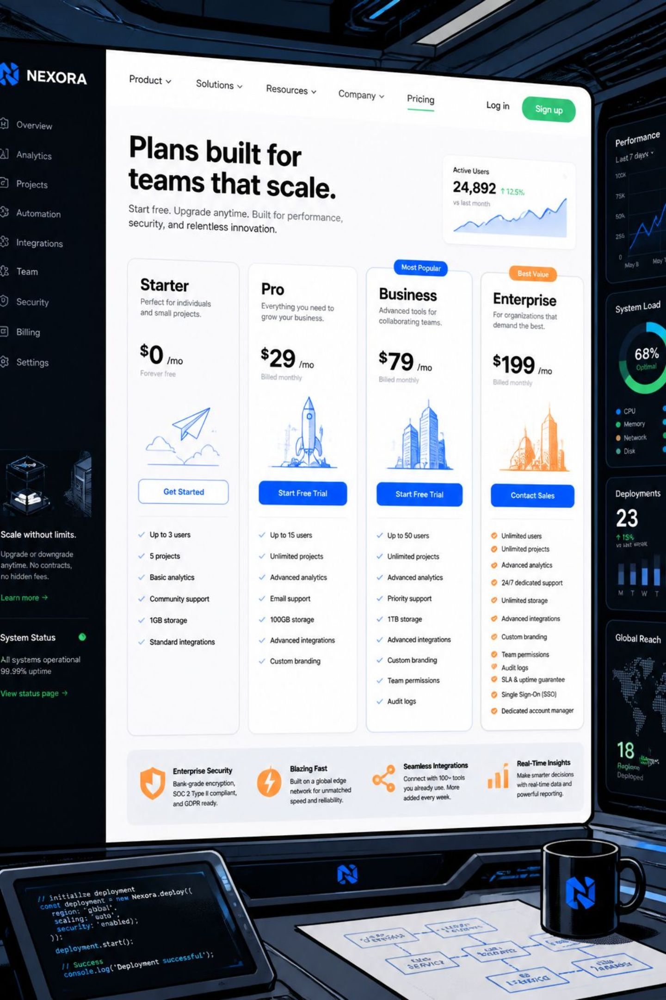 NEXORA
Overview
Analytics
Projects
Automation
Integrations
Team
Security
Billing
Settings
Scale without limits.
Upgrade or downgrade
anytime. No contracts,
no hidden fees.
Learn more →
System Status
All systems operational
99.99% uptime
View status page →
Product
Solutions
Resources
Company
Pricing
Log in
Sign up
Plans built for
teams that scale.
Start free. Upgrade anytime. Built for performance,
security, and relentless innovation.
Active Users
24,892 ↑ 12.5%
vs last month
Starter
Perfect for individuals
and small projects.
$0 /mo
Forever free
Get Started
Up to 3 users
5 projects
Basic analytics
Community support
1GB storage
Standard integrations
Pro
Everything you need to
grow your business.
$29 /mo
Billed monthly
Start Free Trial
Up to 15 users
Unlimited projects
Advanced analytics
Email support
100GB storage
Advanced integrations
Custom branding
Most Popular
Business
Advanced tools for
collaborating teams.
$79 /mo
Billed monthly
Start Free Trial
Up to 50 users
Unlimited projects
Advanced analytics
Priority support
1TB storage
Advanced integrations
Custom branding
Team permissions
Audit logs
Best Value
Enterprise
For organizations that
demand the best.
$199 /mo
Billed monthly
Contact Sales
Unlimited users
Unlimited projects
Advanced analytics
24/7 dedicated support
Unlimited storage
Advanced integrations
Custom branding
Team permissions
Audit logs
SLA & uptime guarantee
Single Sign-On (SSO)
Dedicated account manager
Enterprise Security
Bank-grade encryption,
SOC 2 Type II compliant,
and GDPR ready.
Blazing Fast
Built on a global edge
network for unmatched
speed and reliability.
Seamless Integrations
Connect with 100~ tools
you already use. More
added every week.
Real-Time Insights
Make smarter decisions
with real-time data and
powerful reporting.
Performance
Last 7 days
100K
75K
0
May 8
System Load
68%
Optimal
CPU
Memory
Network
Disk
Deployments
23
↑ 15%
M T W T
Global Reach
18
Deployed
// initialize deployment
const deployment = new Nexora.deploy((
region: 'gbbal',
scaling: 'auto',
security: 'enabled);
));
deployment.start();
// Success
console.log('Deployment successful');
SERVICE